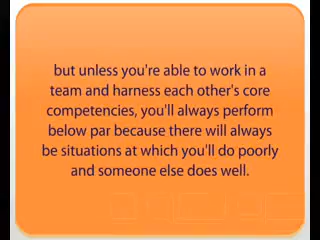 but unless you're able to work in a
team and harness each other's core
competencies, you'll always perform
below par because there will always
be situations at which you'll do poorly
and someone else does well.